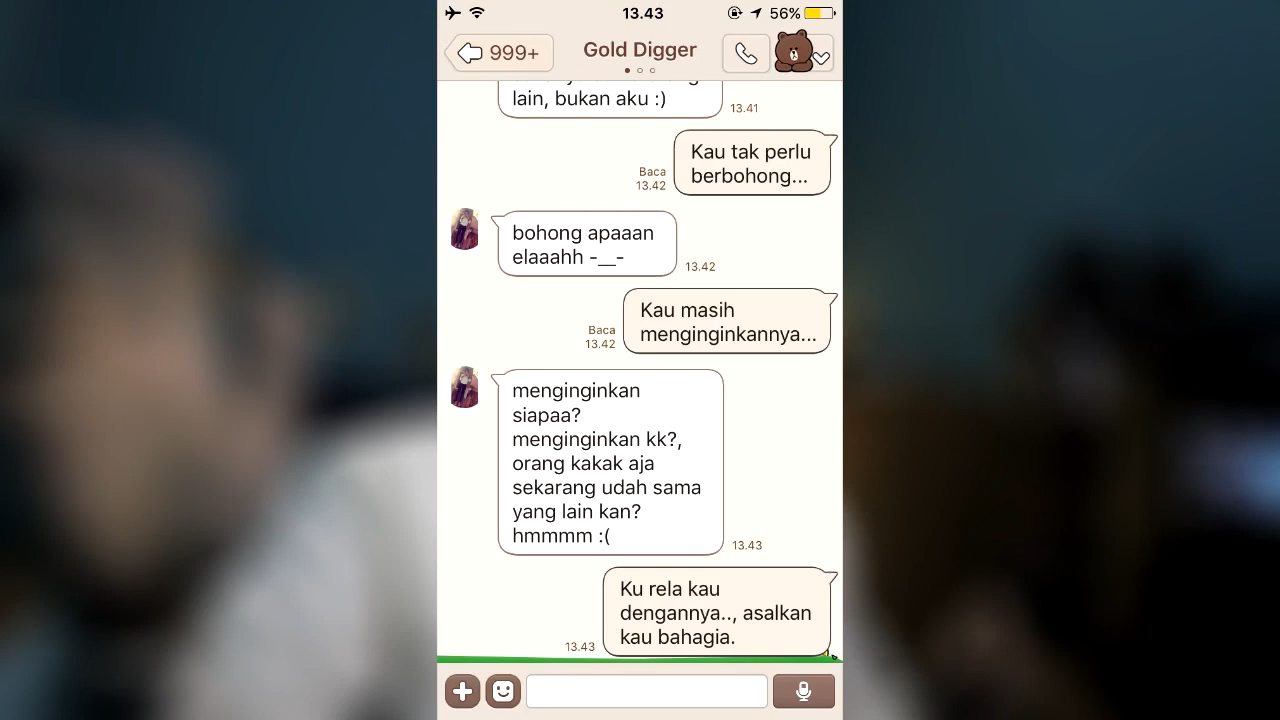 13.43
56%
999+
Gold Digger
lain, bukan aku :)
13.41
Kau tak perlu
berbohong...
Baca
13.42
bohong apaaan
elaaahh -__-
13.42
Kau masih
menginginkannya...
Baca
13.42
menginginkan
siapaa?
menginginkan kk?,
orang kakak aja
sekarang udah sama
yang lain kan?
hmmmm :(
13.43
Ku rela kau
dengannya.., asalkan
kau bahagia.
13.43